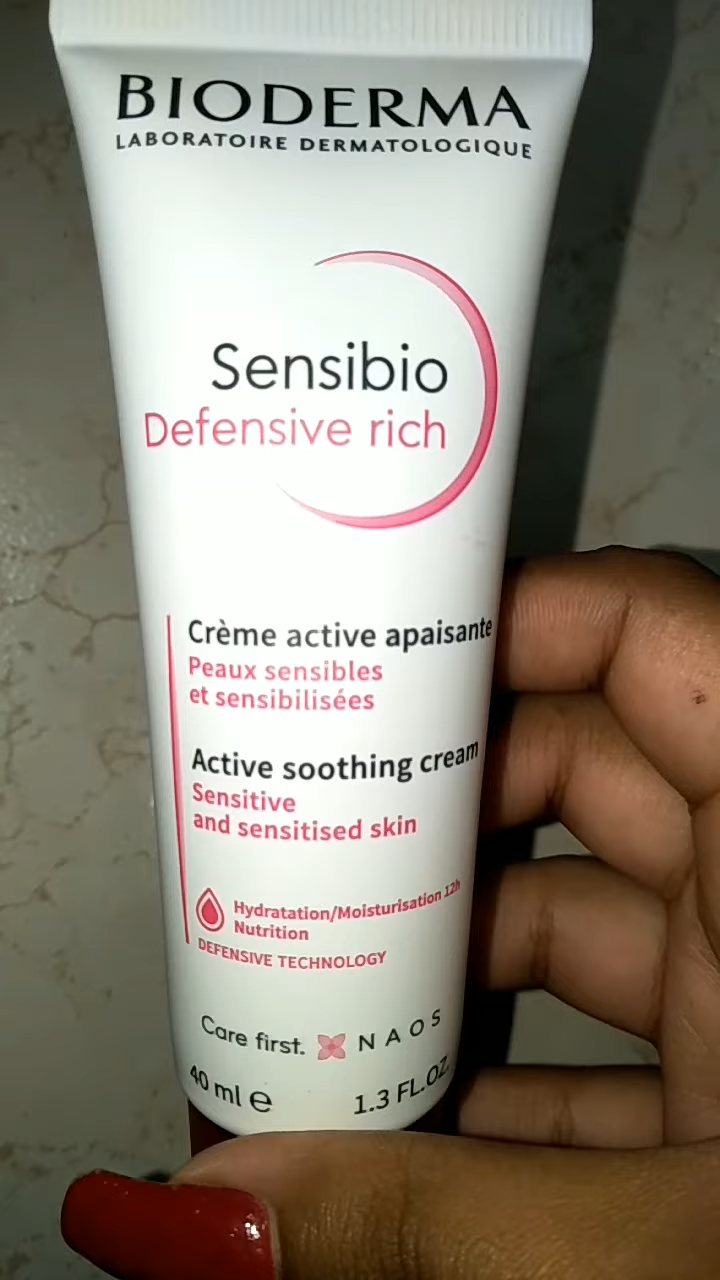 BIODERMA
LABORATOIRE DERMATOLOGIQUE
Sensibio
Defensive rich
Crème active apaisante
Peaux sensibles
et sensibilisées
Active soothing cream
Sensitive
and sensitised skin
Hydratation/Moisturisation 12h
Nutrition
DEFENSIVE TECHNOLOGY
Care first. NAOS
40 ml e 1.3 FL.OZ.